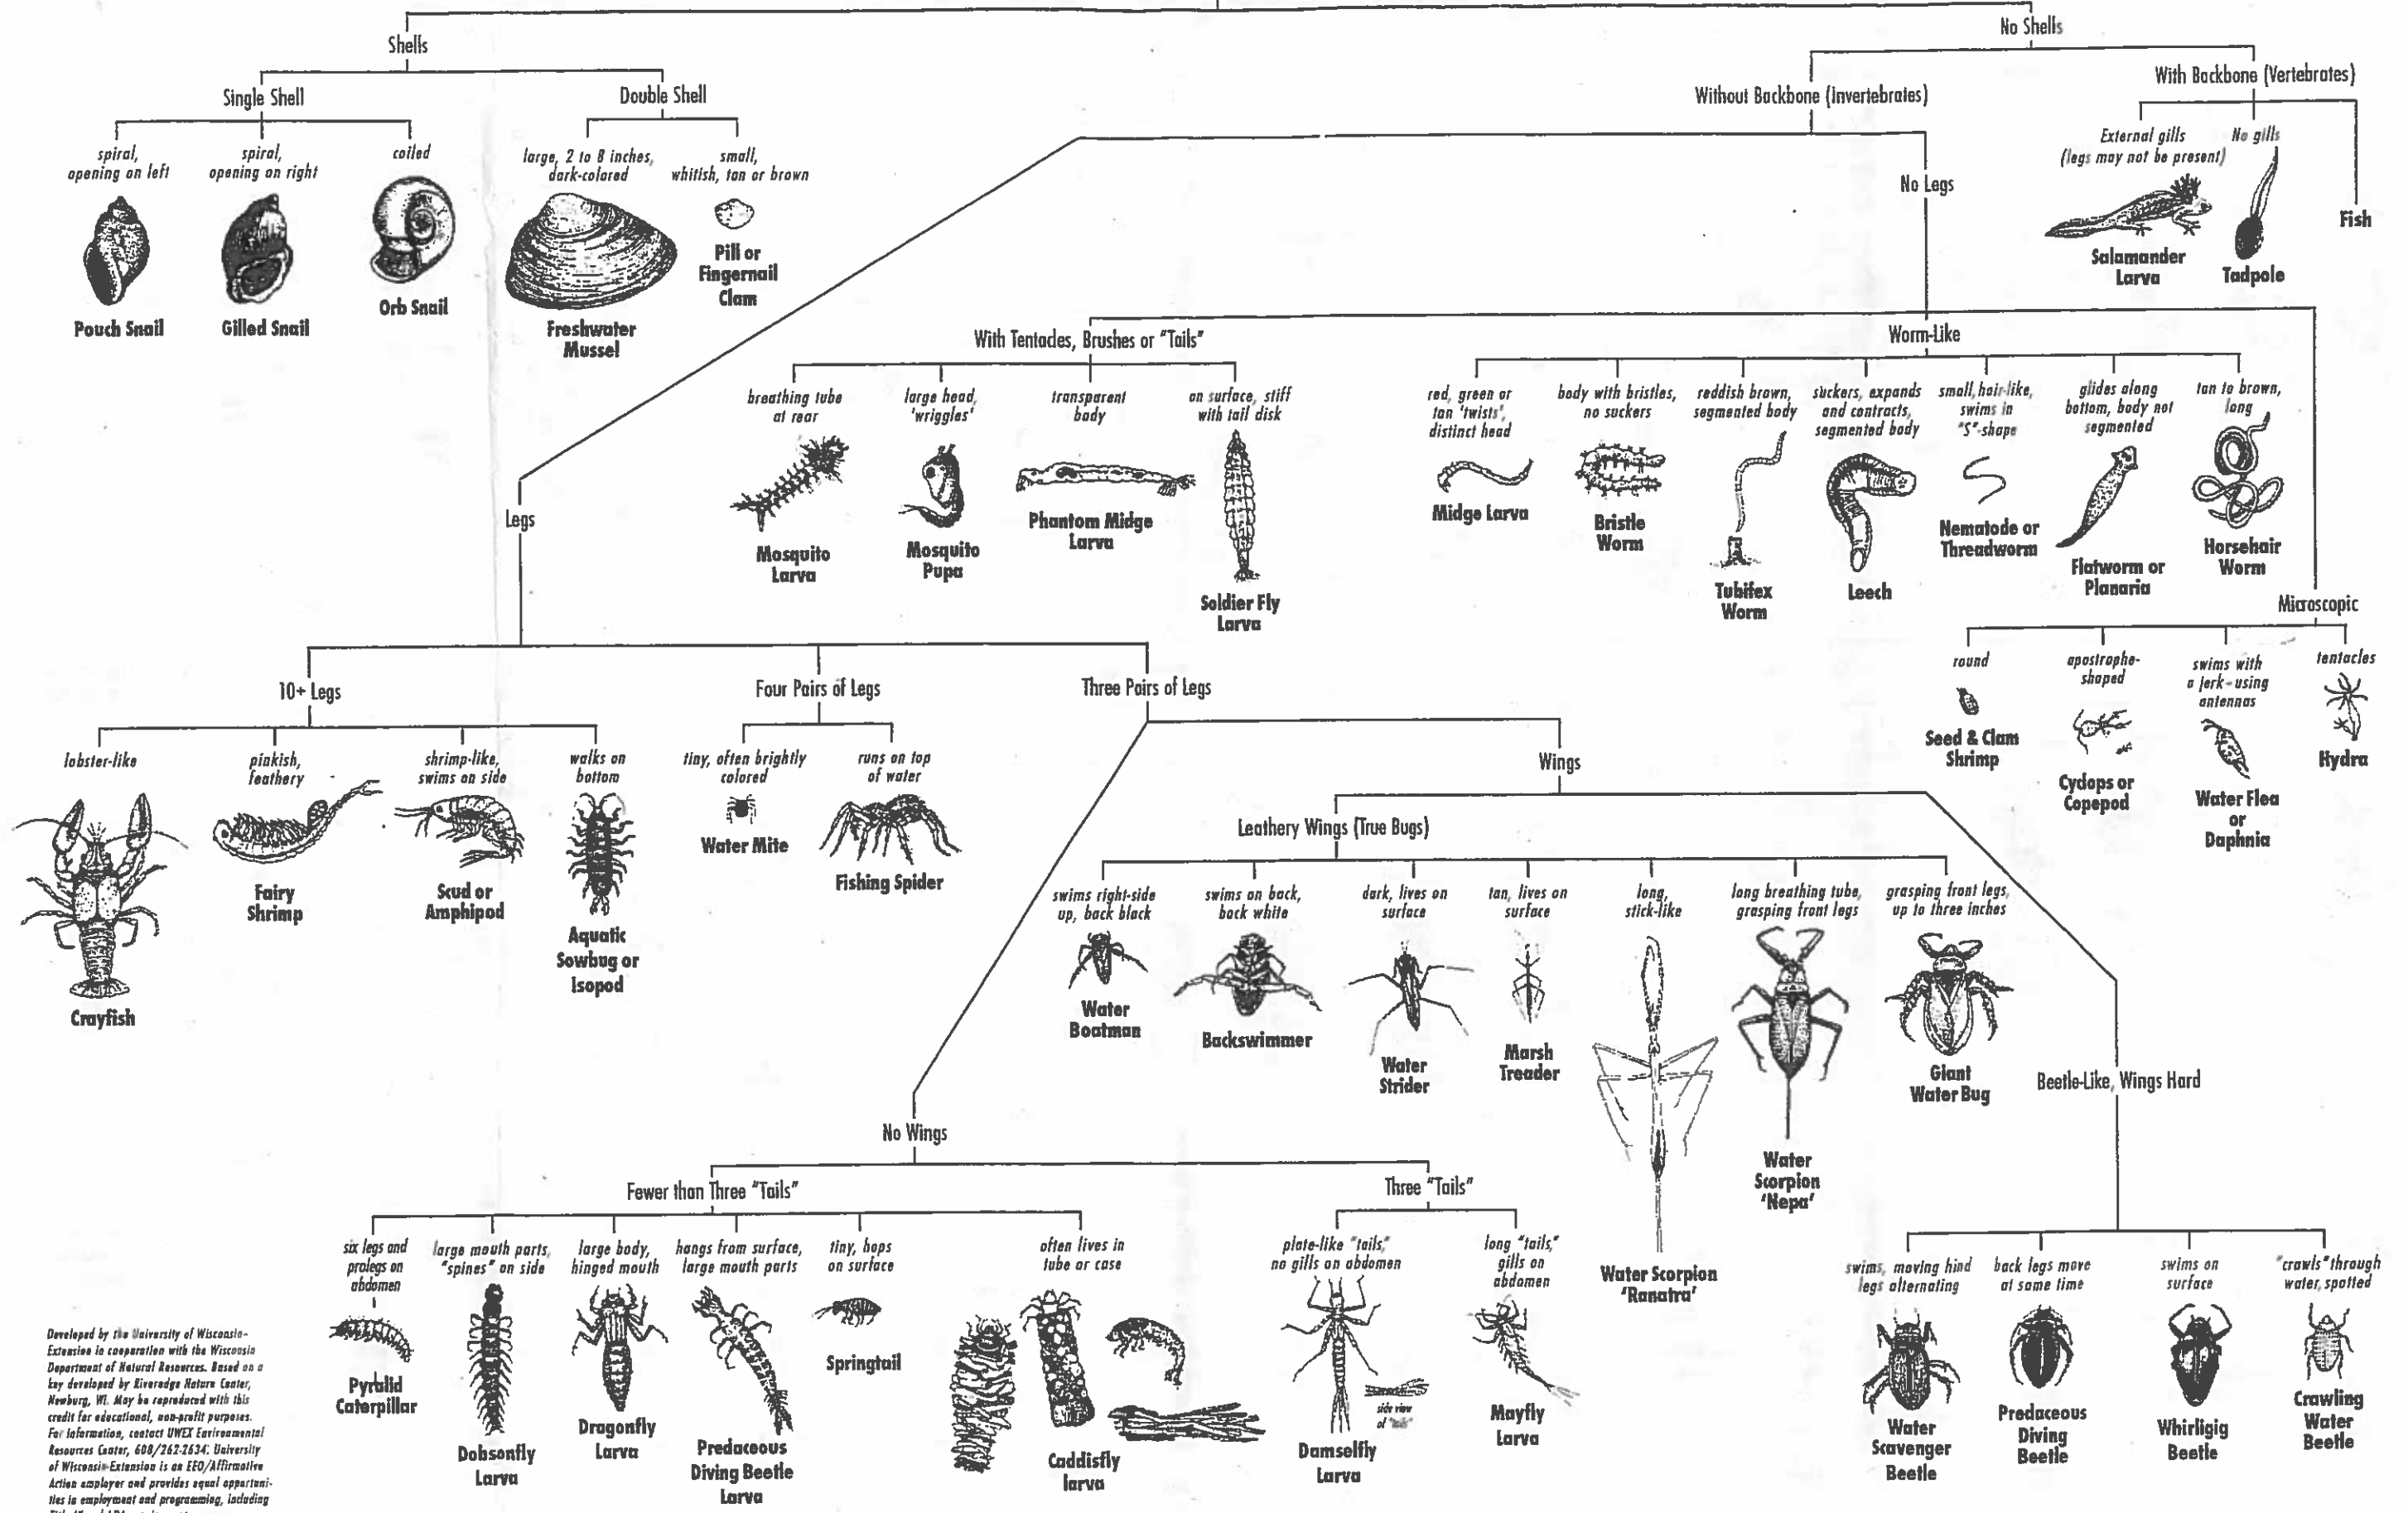 Shells
No Shells
Single Shell
Double Shell
Without Backbone (Invertebrates)
With Backbone (Vertebrates)
spiral,
opening on left
Pouch Snail
spiral,
opening on right
Gilled Snail
coiled
Orb Snail
large, 2 to 8 inches,
dark-colored
Freshwater
Mussel
small,
whitish, tan or brown
Pill or
Fingernail
Clam
External gills
(legs may not be present)
Salamander
Larva
No gills
Tadpole
Fish
No Legs
With Tentacles, Brushes or "Tails"
breathing tube
at rear
Mosquito
Larva
large head,
'wriggles'
Mosquito
Pupa
transparent
body
Phantom Midge
Larva
on surface, stiff
with tail disk
Soldier Fly
Larva
Worm-Like
red, green or
tan 'twists',
distinct head
Midge Larva
body with bristles,
no suckers
Bristle
Worm
reddish brown,
segmented body
Tubifex
Worm
suckers, expands
and contracts,
segmented body
Leech
small, hair-like,
swims in
"S"-shape
Nematode or
Threadworm
glides along
bottom, body not
segmented
Flatworm or
Planaria
tan to brown,
long
Horsehair
Worm
Microscopic
round
Seed & Clam
Shrimp
apostrophe-
shaped
Cyclops or
Copepod
swims with
a jerk-using
antennas
Water Flea
or
Daphnia
tentacles
Hydra
Legs
10+ Legs
lobster-like
Crayfish
pinkish,
feathery
Fairy
Shrimp
shrimp-like,
swims on side
Scud or
Amphipod
walks on
bottom
Aquatic
Sowbug or
Isopod
Four Pairs of Legs
tiny, often brightly
colored
Water Mite
runs on top
of water
Fishing Spider
Three Pairs of Legs
Wings
Leathery Wings (True Bugs)
swims right-side
up, back black
Water
Boatman
swims on back,
back white
Backswimmer
dark, lives on
surface
Water
Strider
tan, lives on
surface
Marsh
Treader
long,
stick-like
Water Scorpion
'Ranatra'
long breathing tube,
grasping front legs
Water
Scorpion
'Nepa'
grasping front legs,
up to three inches
Giant
Water Bug
Beetle-Like, Wings Hard
swims, moving hind
legs alternating
Water
Scavenger
Beetle
back legs move
at same time
Predaceous
Diving
Beetle
swims on
surface
Whirligig
Beetle
"crawls" through
water, spotted
Crawling
Water
Beetle
No Wings
Fewer than Three "Tails"
six legs and
prolegs on
abdomen
Pyralid
Caterpillar
large mouth parts,
"spines" on side
Dobsonfly
Larva
large body,
hinged mouth
Dragonfly
Larva
hangs from surface,
large mouth parts
Predaceous
Diving Beetle
Larva
tiny, hops
on surface
Springtail
often lives in
tube or case
Caddisfly
larva
Three "Tails"
plate-like "tails,"
no gills on abdomen
side view
of "tails"
Damselfly
Larva
long "tails,"
gills on
abdomen
Mayfly
Larva
Developed by the University of Wisconsin-
Extension in cooperation with the Wisconsin
Department of Natural Resources. Based on a
key developed by Riveredge Nature Center,
Newburg, WI. May be reproduced with this
credit for educational, non-profit purposes.
For information, contact UWEX Environmental
Resources Center, 608/262-2634. University
of Wisconsin-Extension is an EEO/Affirmative
Action employer and provides equal opportuni-
ties in employment and programming, including